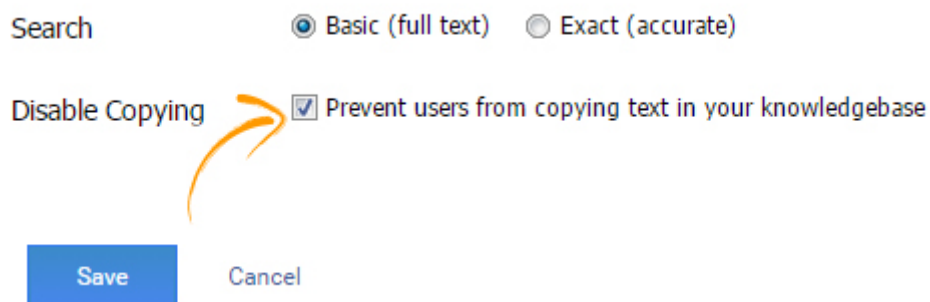 Search Basic (full text) Exact (accurate)
Disable Copying Prevent users from copying text in your knowledgebase
Save Cancel